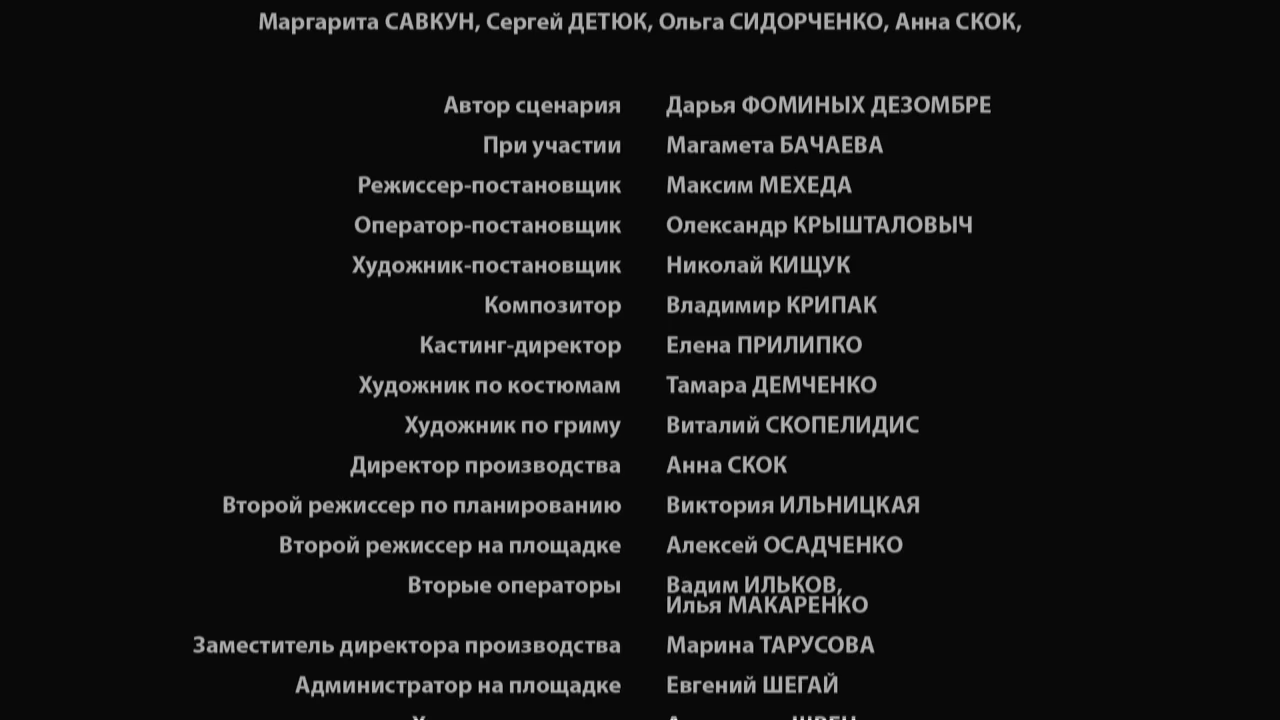 Маргарита САВКУН, Сергей ДЕТЮК, Ольга СИДОРЧЕНКО, Анна СКОК,
Автор сценария Дарья ФОМИНЫХ ДЕЗОМБРЕ
При участии Магамета БАЧАЕВА
Режиссер-постановщик Максим МЕХЕДА
Оператор-постановщик Олександр КРЫШТАЛОВЫЧ
Художник-постановщик Николай КИЩУК
Композитор Владимир КРИПАК
Кастинг-директор Елена ПРИЛИПКО
Художник по костюмам Тамара ДЕМЧЕНКО
Художник по гриму Виталий СКОПЕЛИДИС
Директор производства Анна СКОК
Второй режиссер по планированию Виктория ИЛЬНИЦКАЯ
Второй режиссер на площадке Алексей ОСАДЧЕНКО
Вторые операторы Вадим ИЛЬКОВ,
Илья МАКАРЕНКО
Заместитель директора производства Марина ТАРУСОВА
Администратор на площадке Евгений ШЕГАЙ